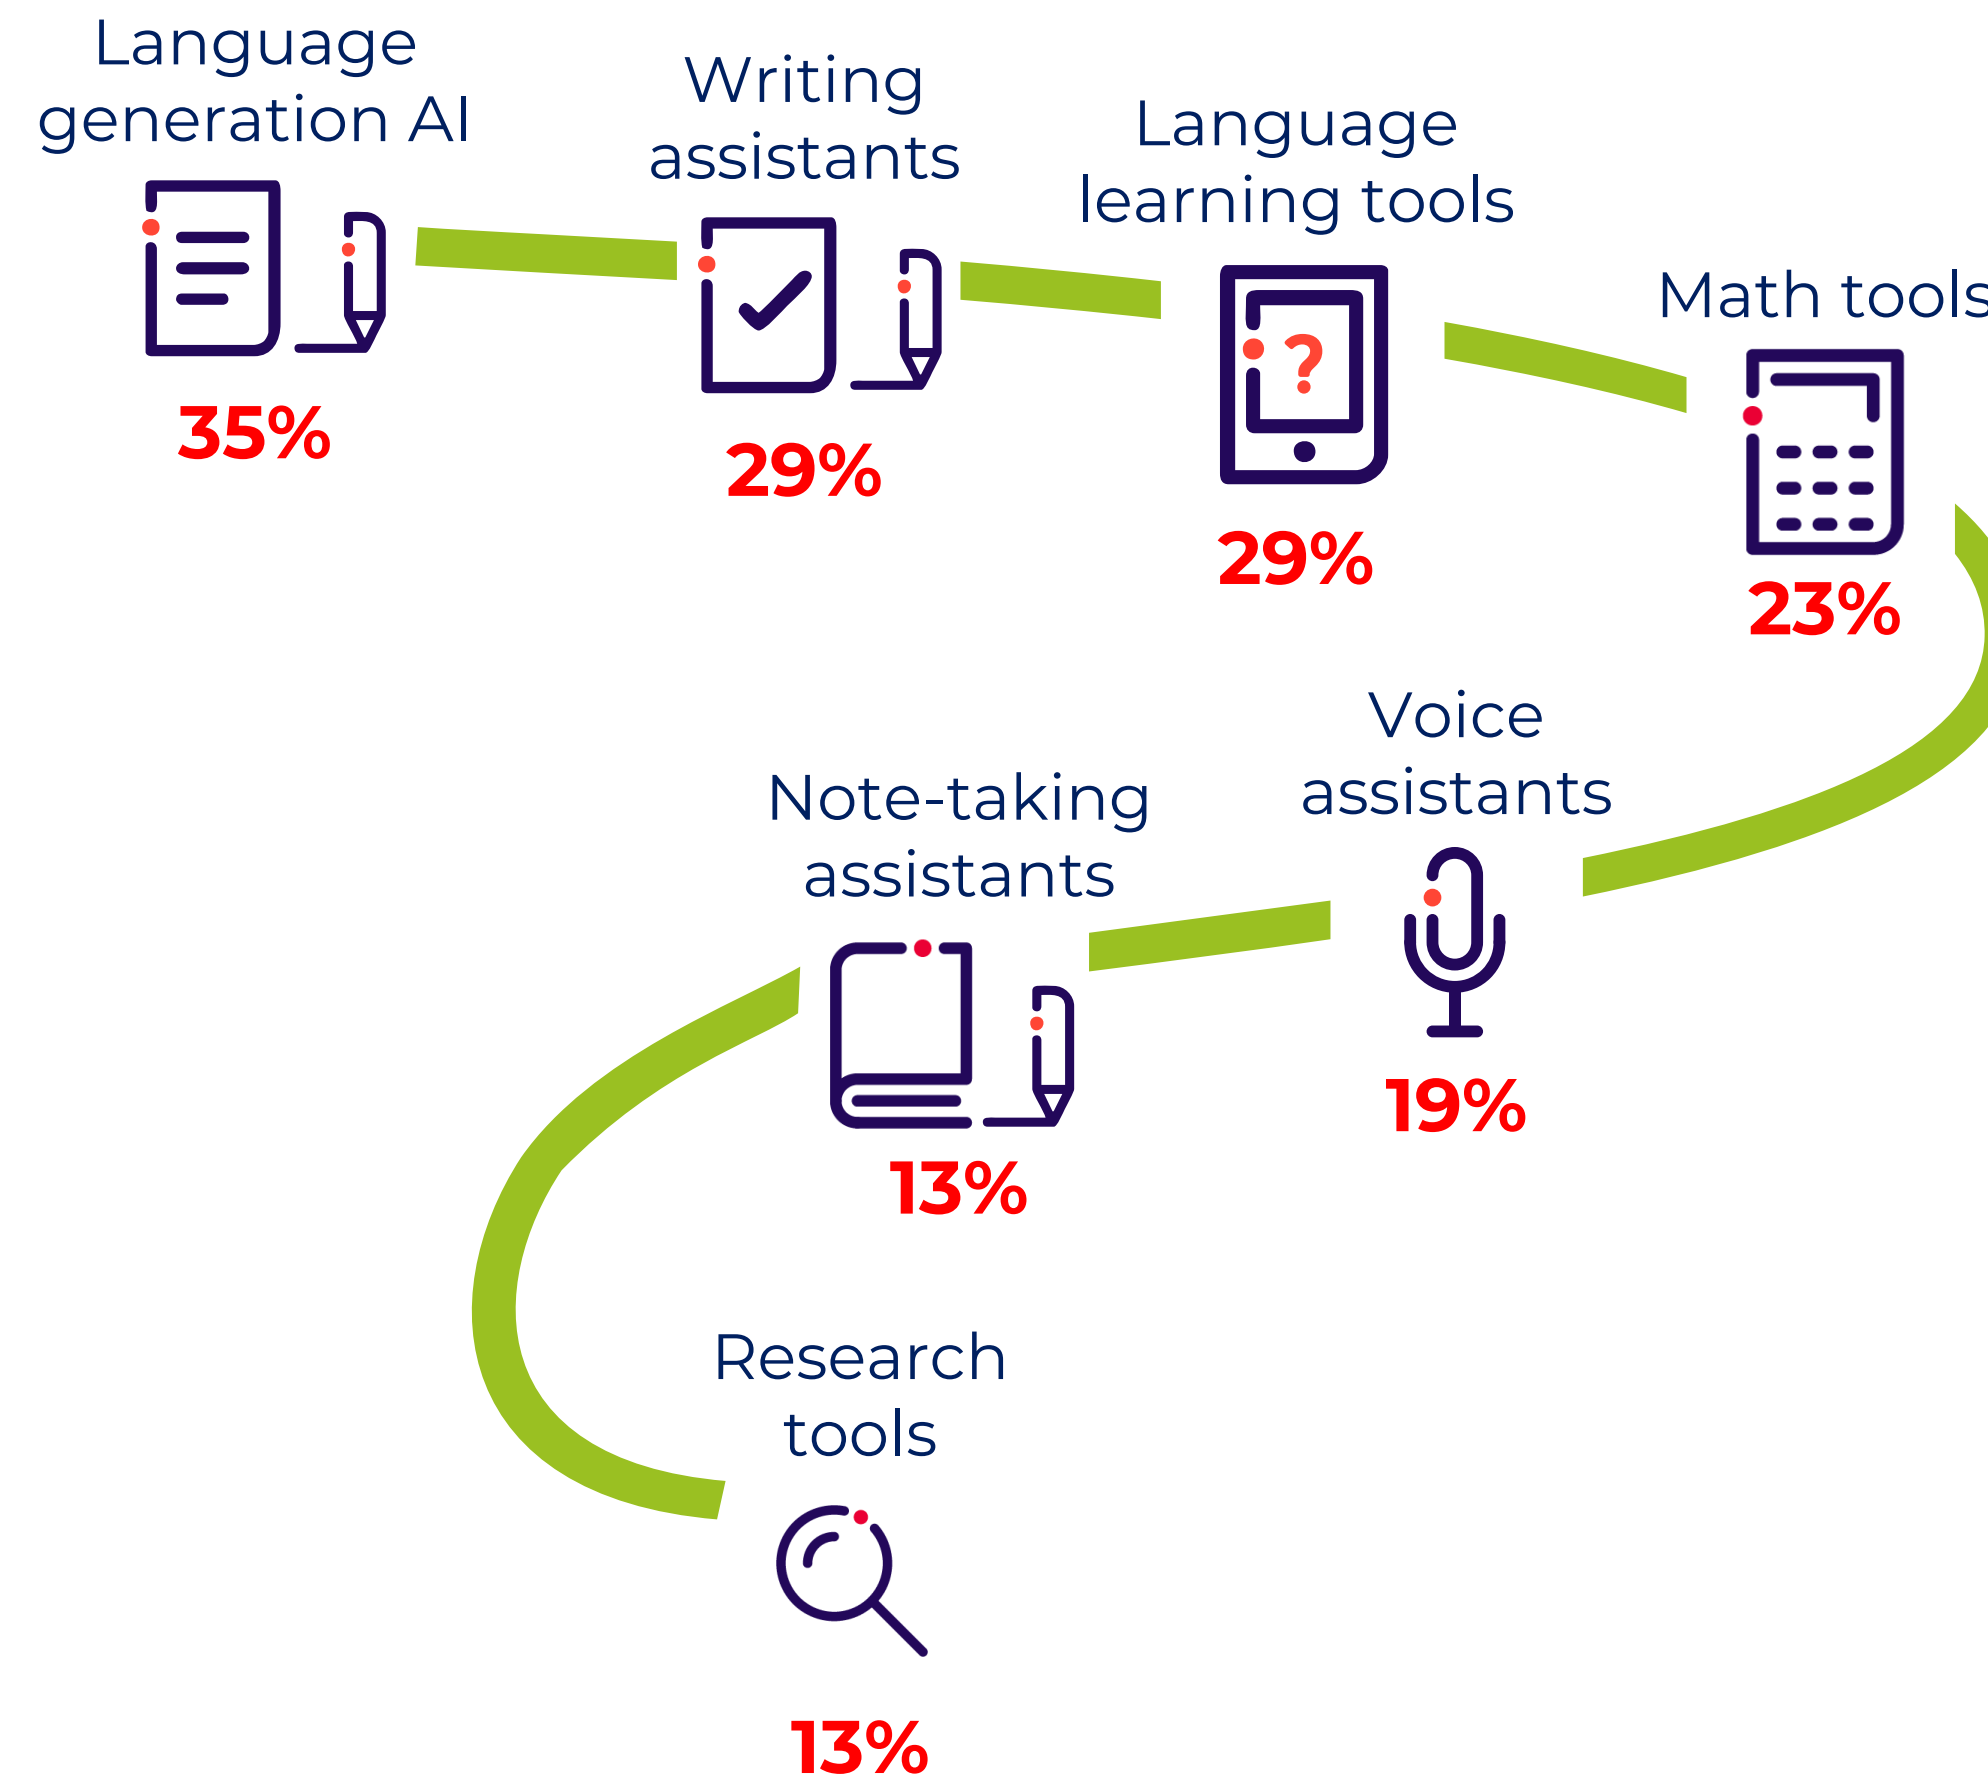 Language
generation AI
35%
Writing
assistants
29%
Language
learning tools
?
29%
Math tools
23%
Voice
assistants
19%
Note-taking
assistants
13%
Research
tools
13%